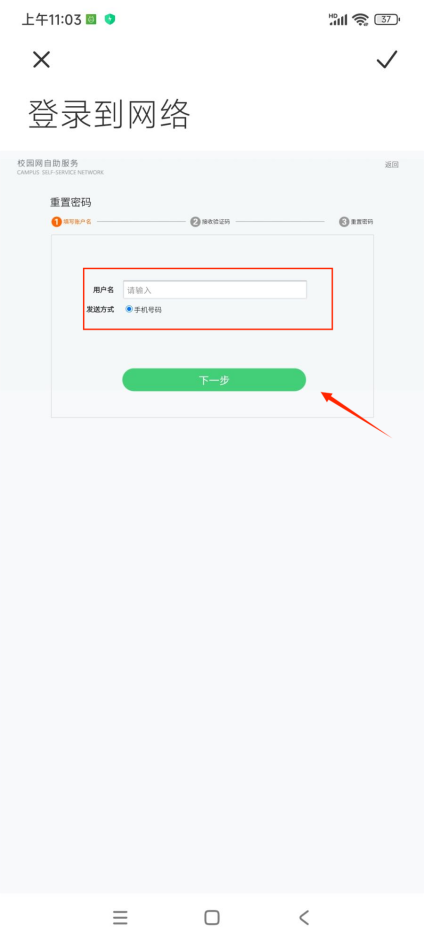 上午11:03
HD
37
登录到网络
校园网自助服务
CAMPUS SELF-SERVICE NETWORK
返回
重置密码
1 填写账户名 2 接收验证码 3 重置密码
用户名 请输入
发送方式 手机号码
下一步